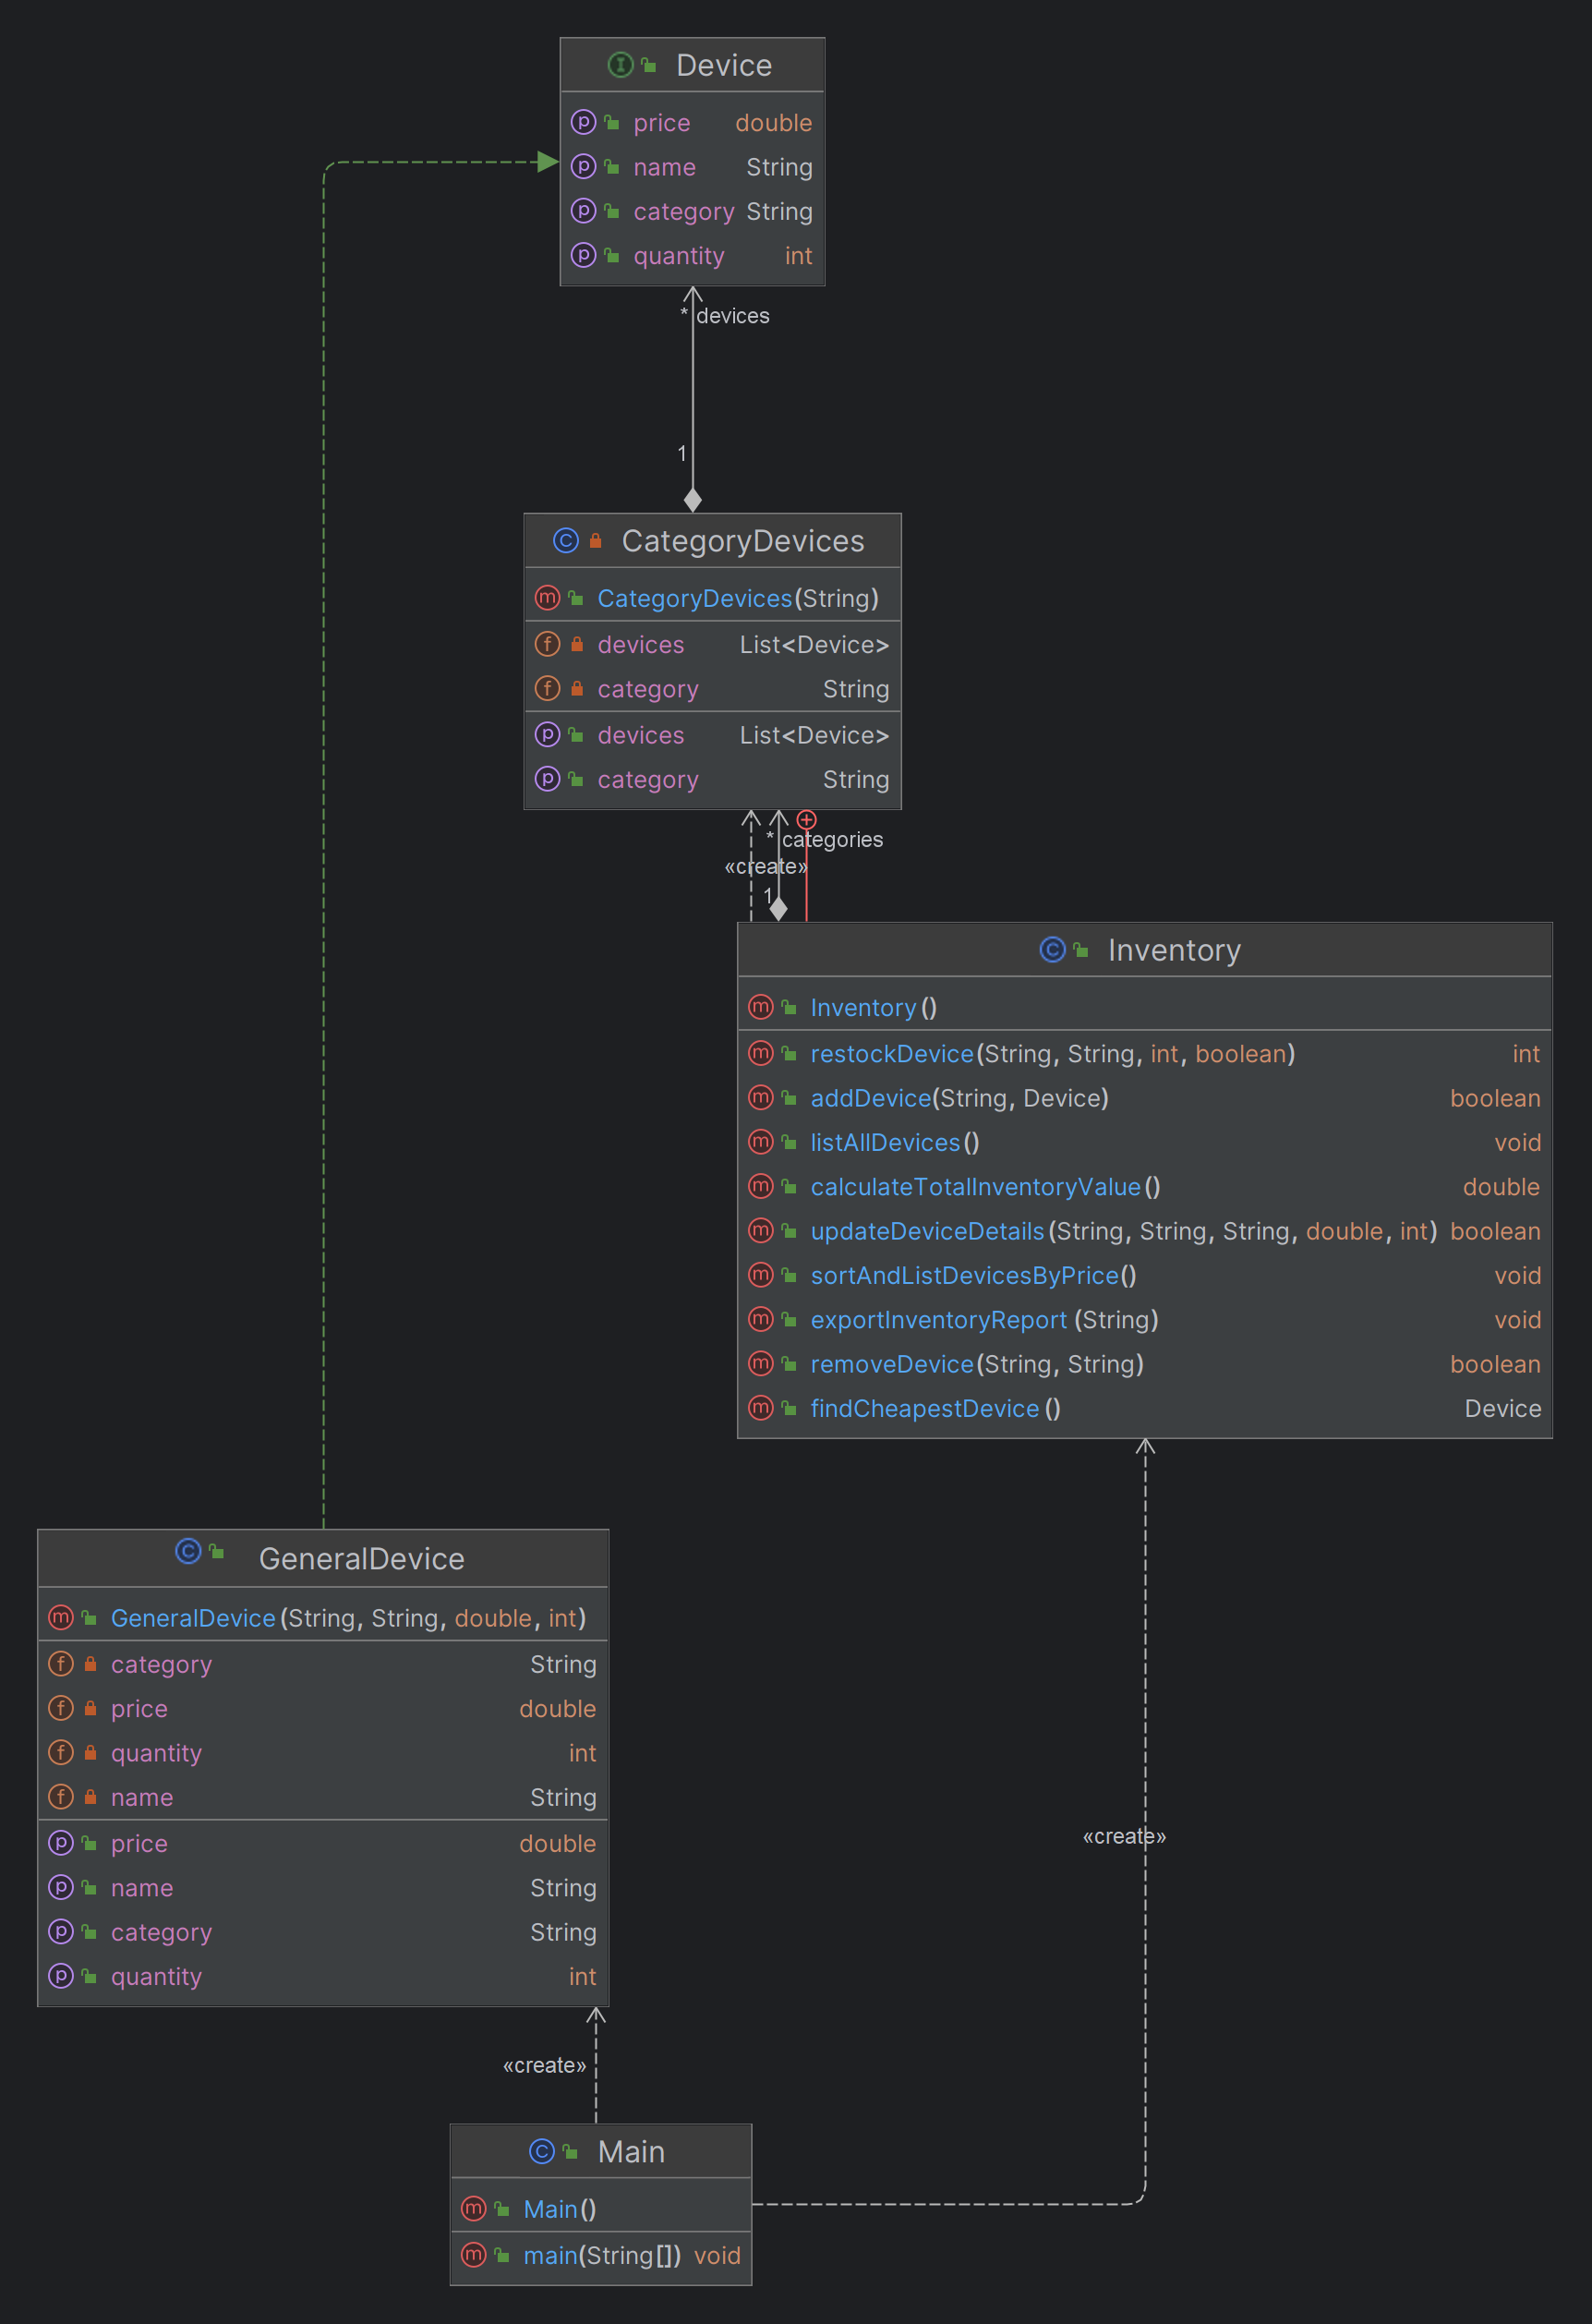 Device
price double
name String
category String
quantity int
* devices
1
CategoryDevices
CategoryDevices(String)
devices List<Device>
category String
devices List<Device>
category String
* categories
«create»
1
Inventory
Inventory()
restockDevice(String, String, int, boolean) int
addDevice(String, Device) boolean
listAllDevices() void
calculateTotalInventoryValue() double
updateDeviceDetails(String, String, String, double, int) boolean
sortAndListDevicesByPrice() void
exportInventoryReport(String) void
removeDevice(String, String) boolean
findCheapestDevice() Device
GeneralDevice
GeneralDevice(String, String, double, int)
category String
price double
quantity int
name String
price double
name String
category String
quantity int
«create»
«create»
Main
Main()
main(String[]) void